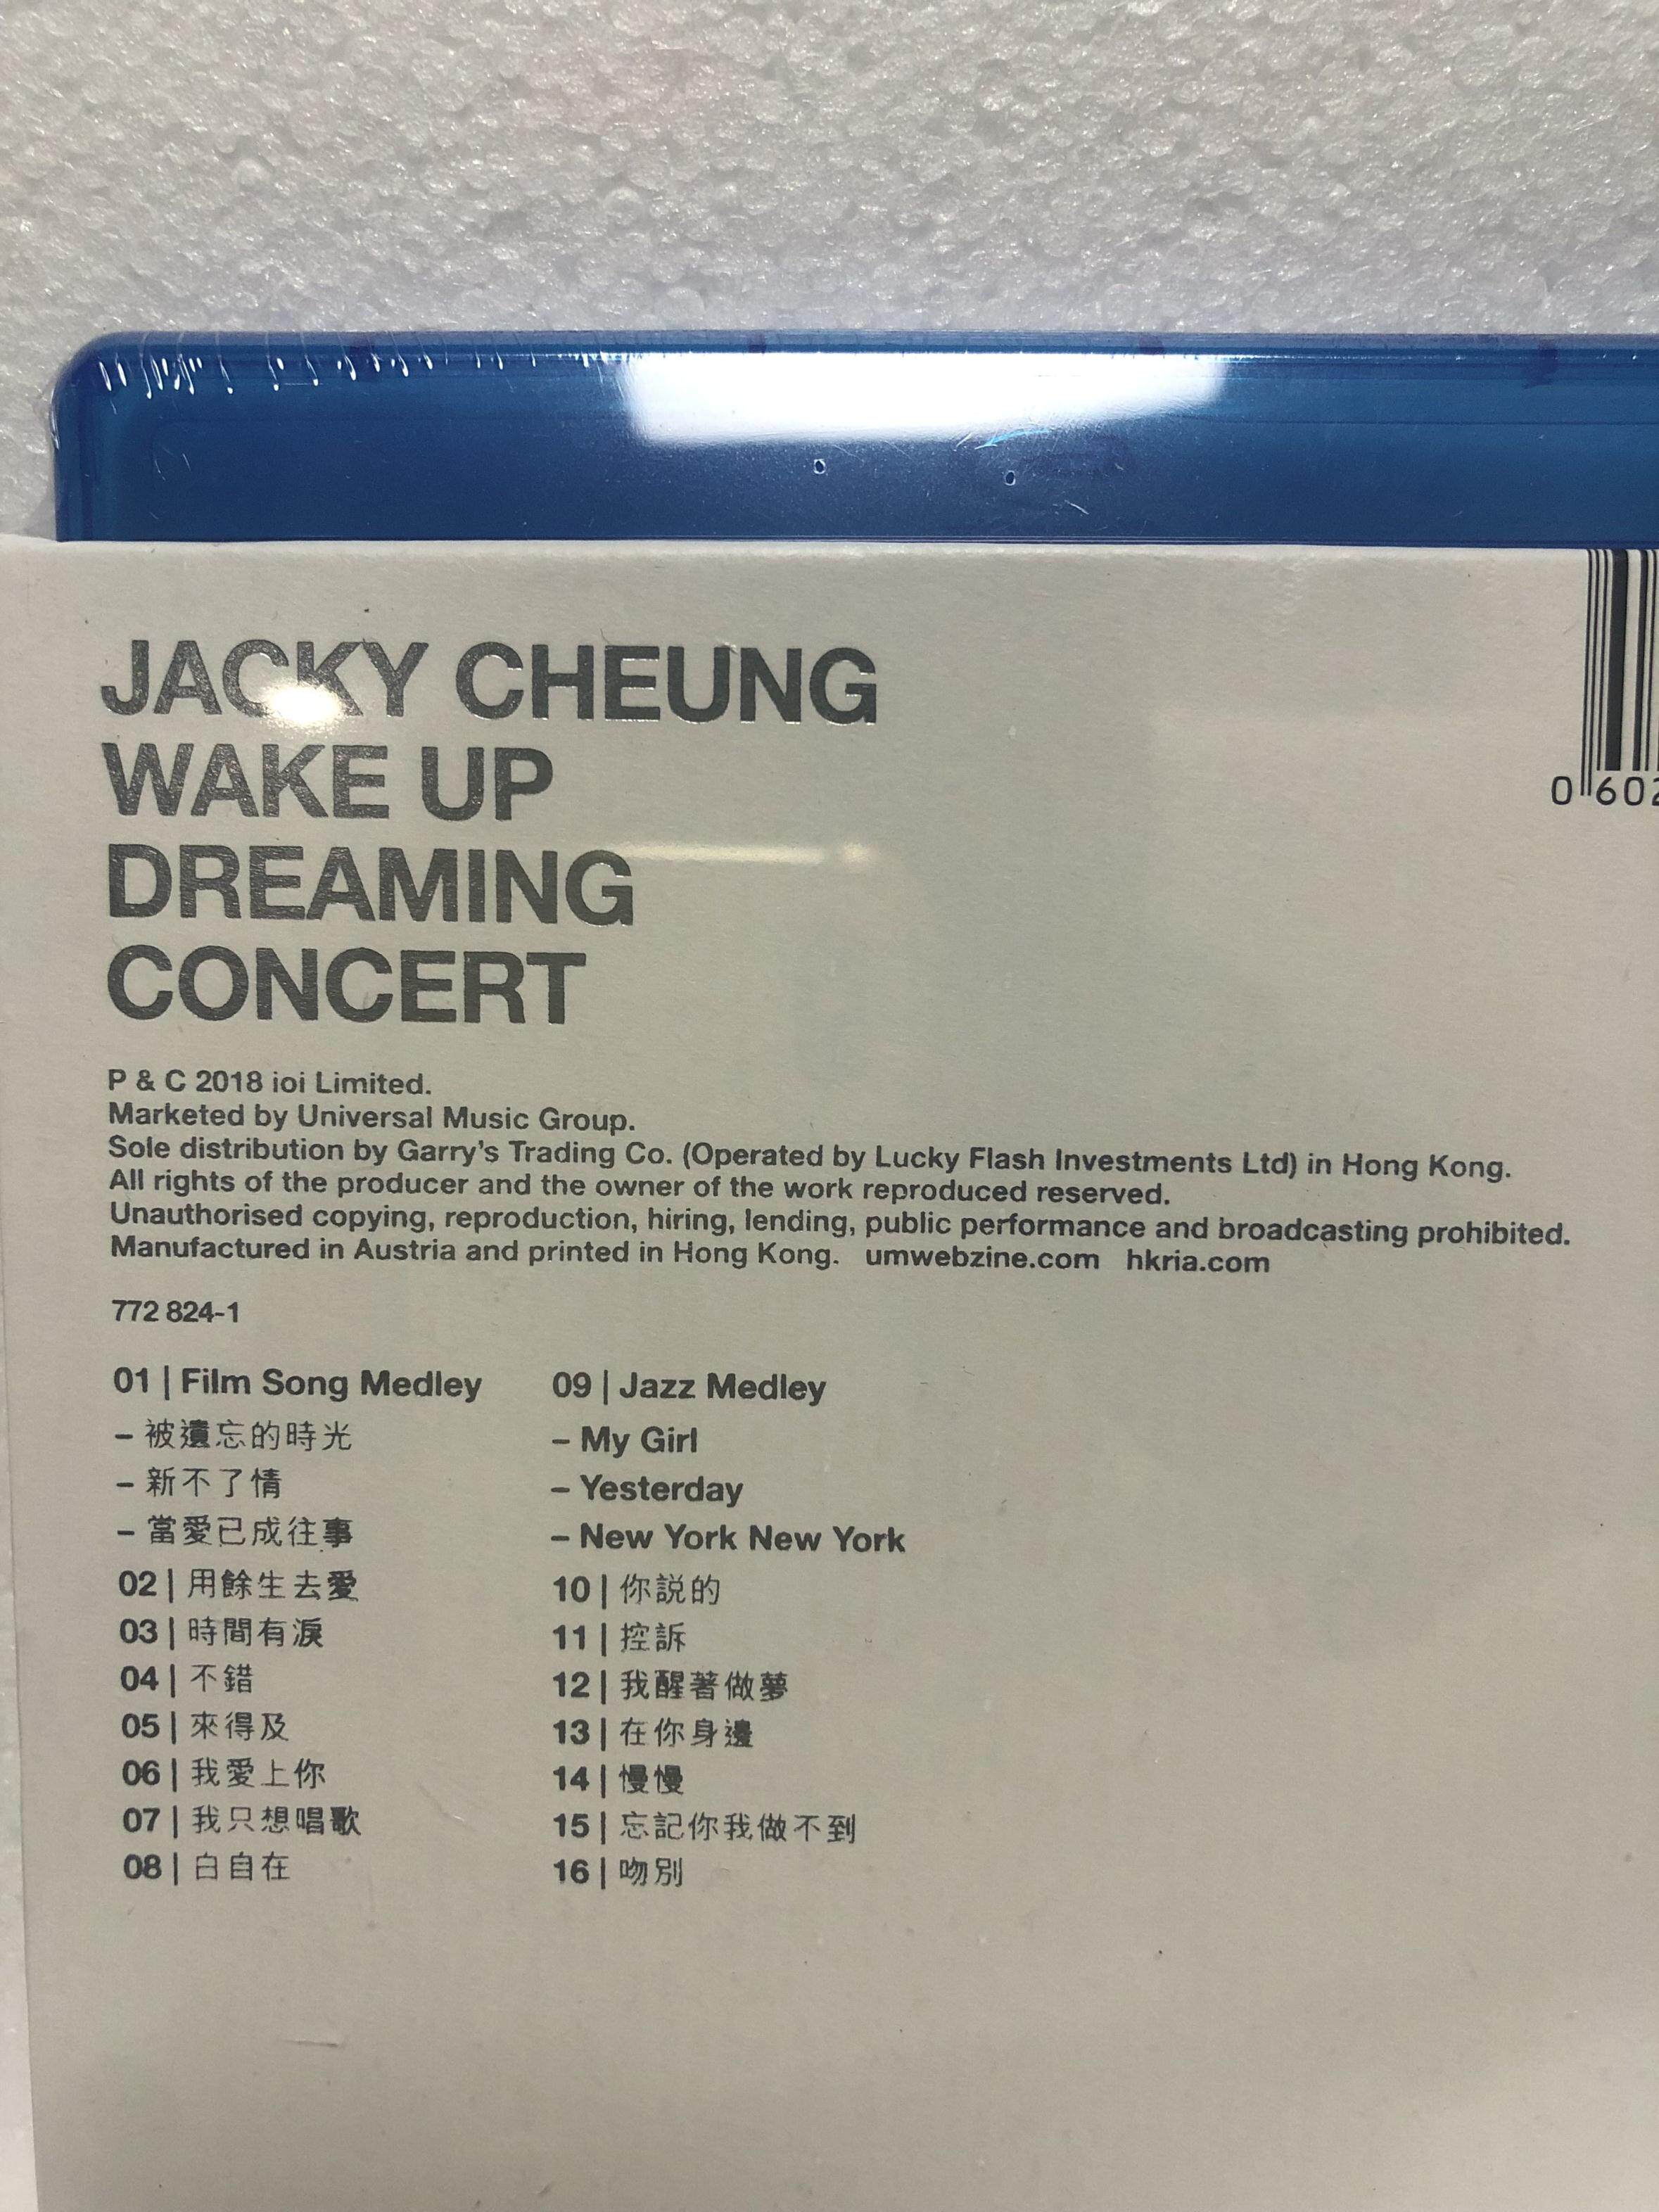 JACKY CHEUNG
WAKE UP
DREAMING
CONCERT
0 602
P & C 2018 ioi Limited.
Marketed by Universal Music Group.
Sole distribution by Garry's Trading Co. (Operated by Lucky Flash Investments Ltd) in Hong Kong.
All rights of the producer and the owner of the work reproduced reserved.
Unauthorised copying, reproduction, hiring, lending, public performance and broadcasting prohibited.
Manufactured in Austria and printed in Hong Kong. umwebzine.com hkria.com
772 824-1
01 | Film Song Medley
– 被遺忘的時光
– 新不了情
– 當愛已成往事
02 | 用餘生去愛
03 | 時間有淚
04 | 不錯
05 | 來得及
06 | 我愛上你
07 | 我只想唱歌
08 | 白自在
09 | Jazz Medley
– My Girl
– Yesterday
– New York New York
10 | 你説的
11 | 控訴
12 | 我醒著做夢
13 | 在你身邊
14 | 慢慢
15 | 忘記你我做不到
16 | 吻別